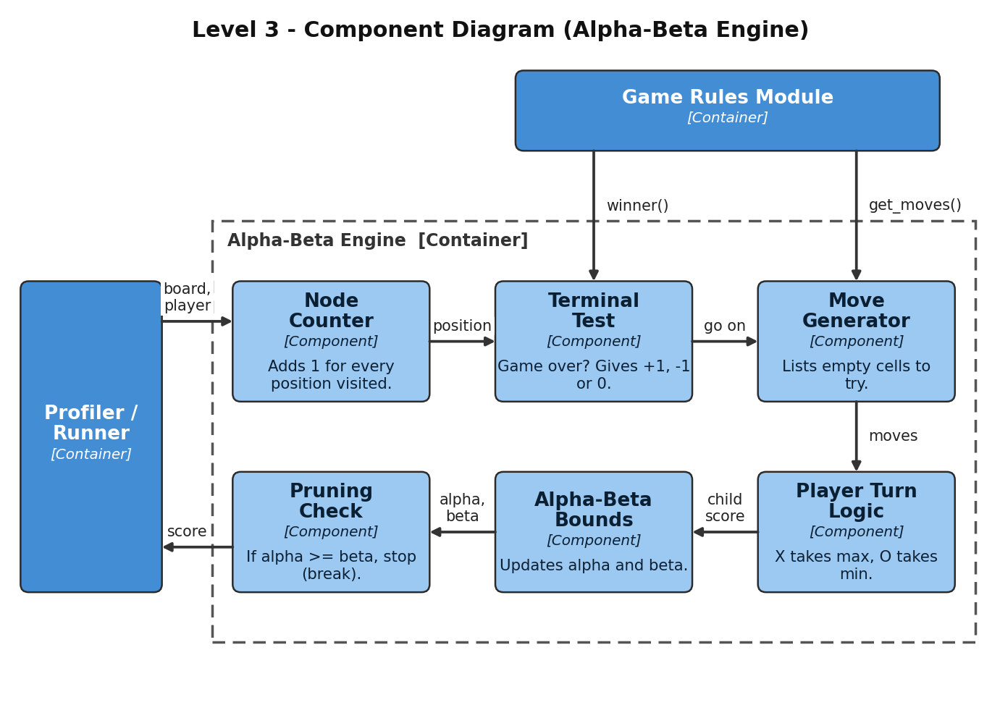 Level 3 - Component Diagram (Alpha-Beta Engine)
Game Rules Module
[Container]
winner()
get_moves()
Alpha-Beta Engine  [Container]
board,
player
Node
Counter
[Component]
Adds 1 for every
position visited.
position
Terminal
Test
[Component]
Game over? Gives +1, -1
or 0.
go on
Move
Generator
[Component]
Lists empty cells to
try.
Profiler /
Runner
[Container]
moves
score
Pruning
Check
[Component]
If alpha >= beta, stop
(break).
alpha,
beta
Alpha-Beta
Bounds
[Component]
Updates alpha and beta.
child
score
Player Turn
Logic
[Component]
X takes max, O takes
min.